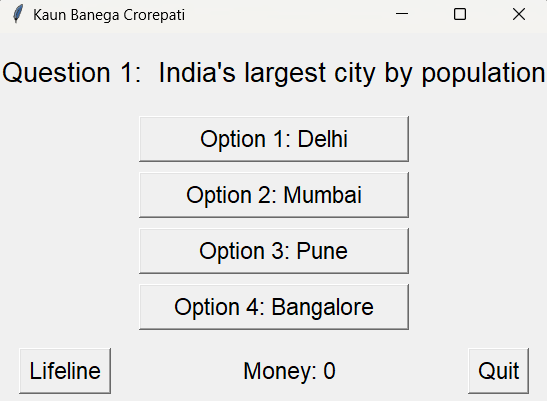 Kaun Banega Crorepati
Question 1:  India's largest city by population
Option 1: Delhi
Option 2: Mumbai
Option 3: Pune
Option 4: Bangalore
Lifeline Money: 0 Quit